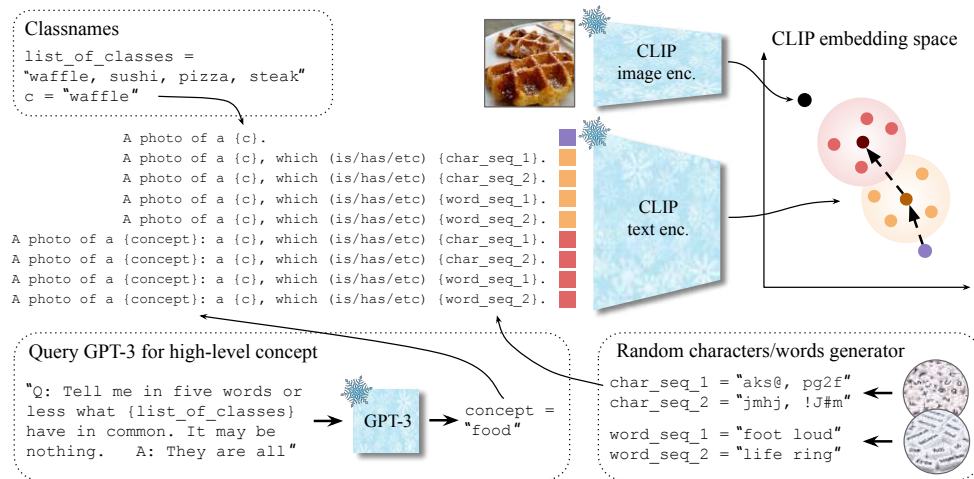 Classnames
list_of_classes =
"waffle, sushi, pizza, steak"
c = "waffle"
CLIP
image enc.
CLIP embedding space
A photo of a {c}.
A photo of a {c}, which (is/has/etc) {char_seq_1}.
A photo of a {c}, which (is/has/etc) {char_seq_2}.
A photo of a {c}, which (is/has/etc) {word_seq_1}.
A photo of a {c}, which (is/has/etc) {word_seq_2}.
A photo of a {concept}: a {c}, which (is/has/etc) {char_seq_1}.
A photo of a {concept}: a {c}, which (is/has/etc) {char_seq_2}.
A photo of a {concept}: a {c}, which (is/has/etc) {word_seq_1}.
A photo of a {concept}: a {c}, which (is/has/etc) {word_seq_2}.
CLIP
text enc.
Query GPT-3 for high-level concept
"Q: Tell me in five words or
less what {list_of_classes}
have in common. It may be
nothing. A: They are all"
GPT-3
concept =
"food"
Random characters/words generator
char_seq_1 = "aks@, pg2f"
char_seq_2 = "jmhj, !J#m"
word_seq_1 = "foot loud"
word_seq_2 = "life ring"